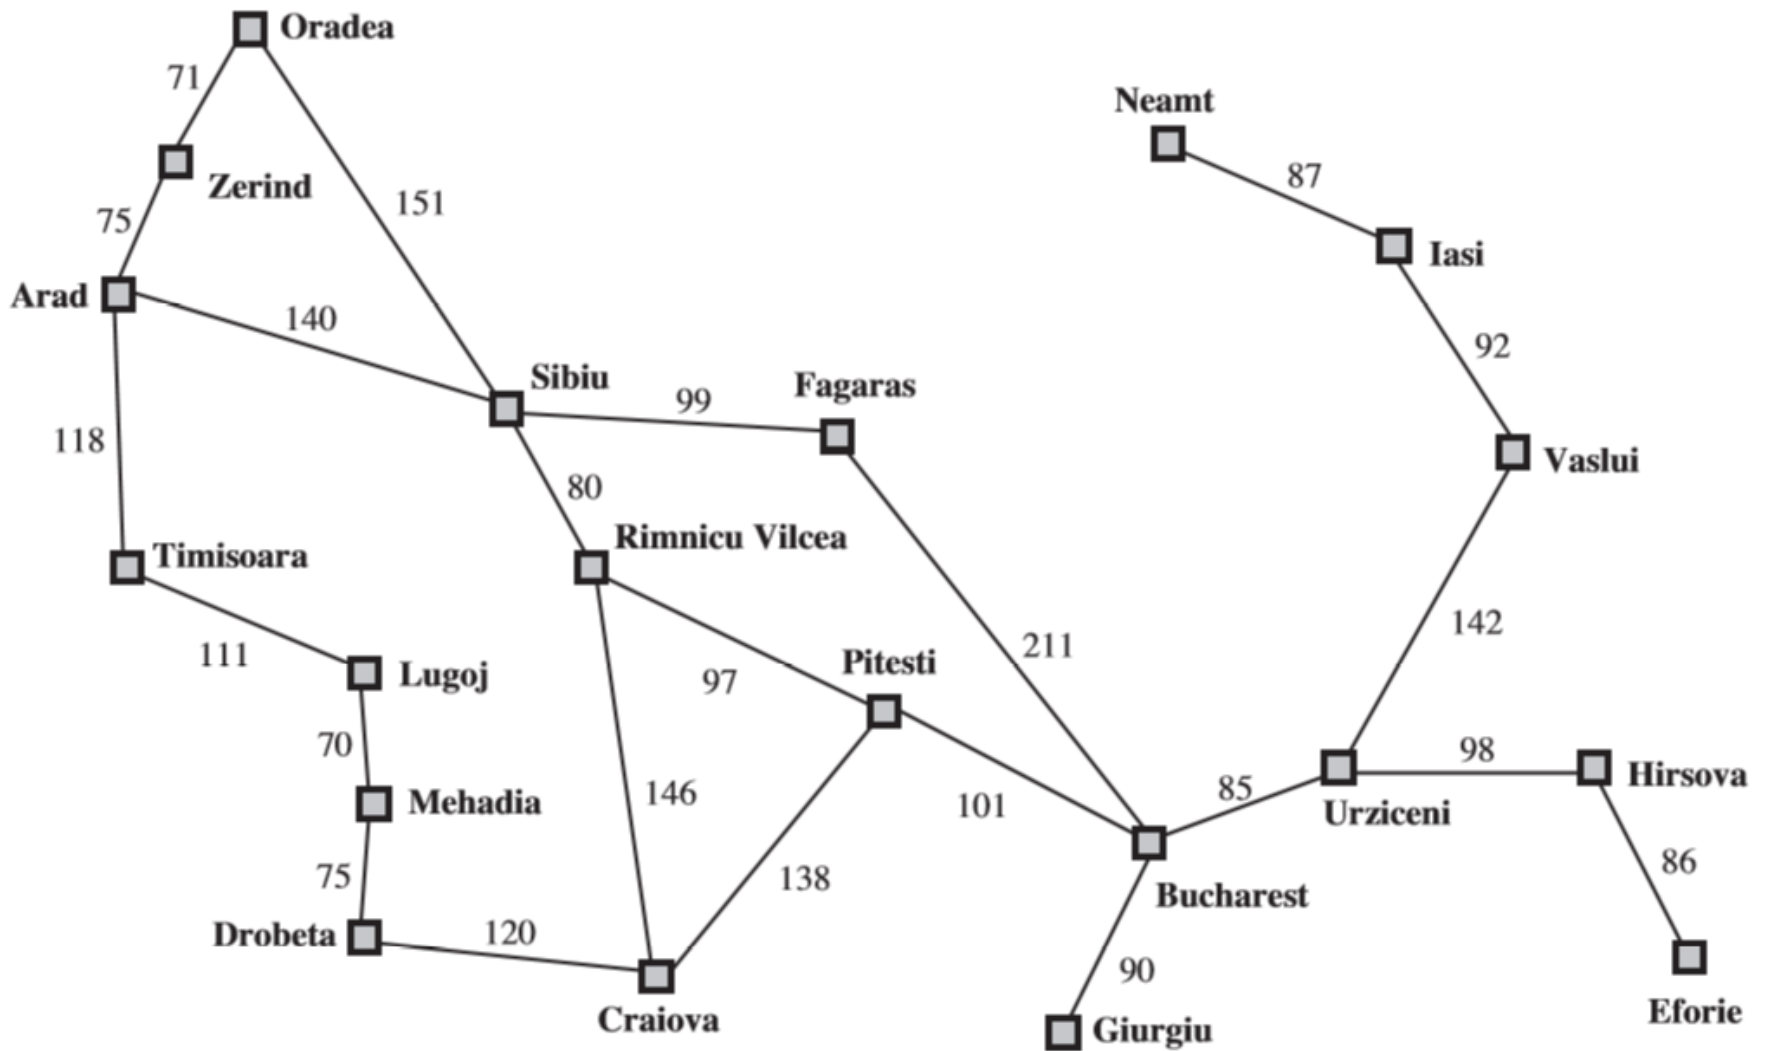 Oradea
71
Neamt
87
Zerind
151
75
Iasi
Arad
140
92
Sibiu
Fagaras
99
118
Vaslui
80
Rimnicu Vilcea
Timisoara
142
211
111
Pitesti
Lugoj
97
70
98
Hirsova
85
146
101
Mehadia
Urziceni
86
75
138
Bucharest
Drobeta
120
90
Eforie
Craiova
Giurgiu